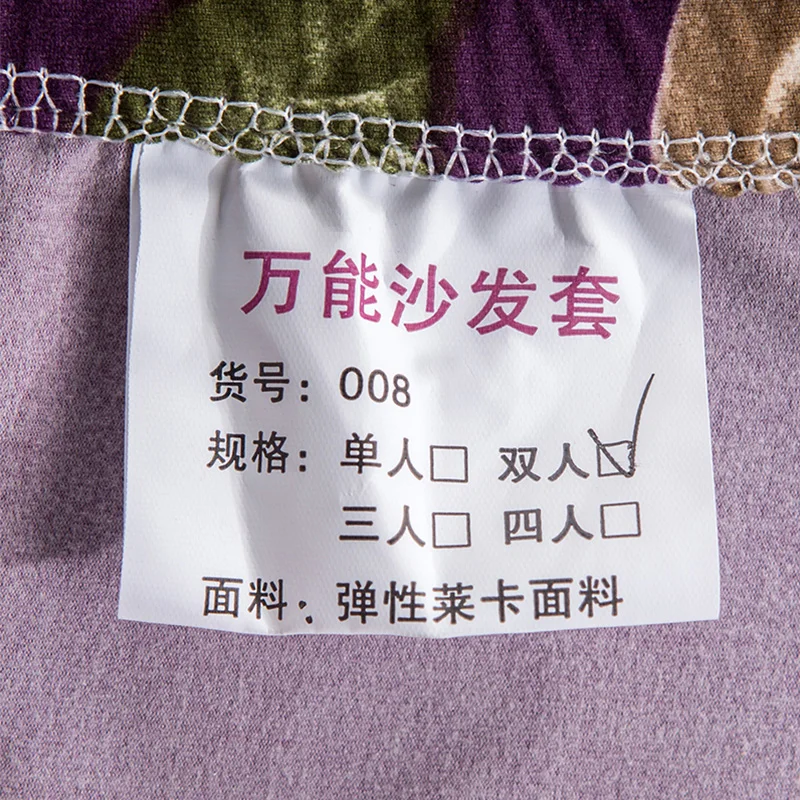 万能沙发套
货号：008
规格：单人□ 双人☑
三人□ 四人□
面料：弹性莱卡面料